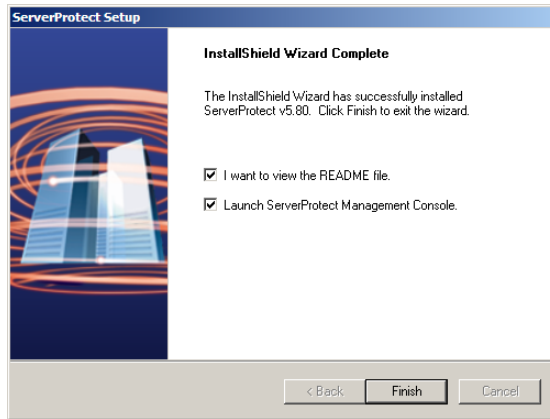 ServerProtect Setup
InstallShield Wizard Complete
The InstallShield Wizard has successfully installed
ServerProtect v5.80. Click Finish to exit the wizard.
I want to view the README file.
Launch ServerProtect Management Console.
< Back
Finish
Cancel